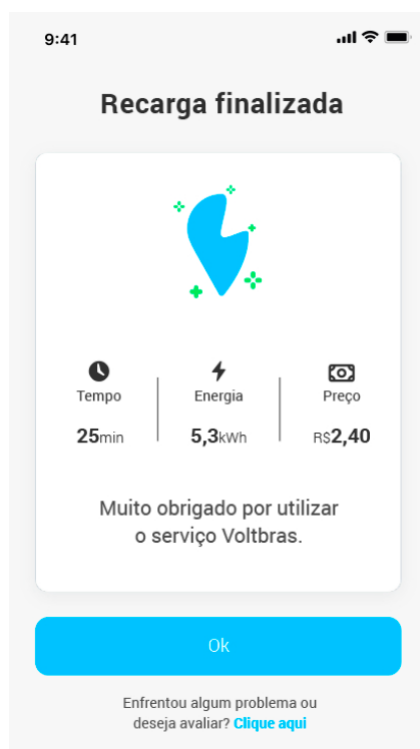 9:41
Recarga finalizada
Tempo Energia Preço
25min 5,3kWh R$2,40
Muito obrigado por utilizar
o serviço Voltbras.
Ok
Enfrentou algum problema ou
deseja avaliar? Clique aqui